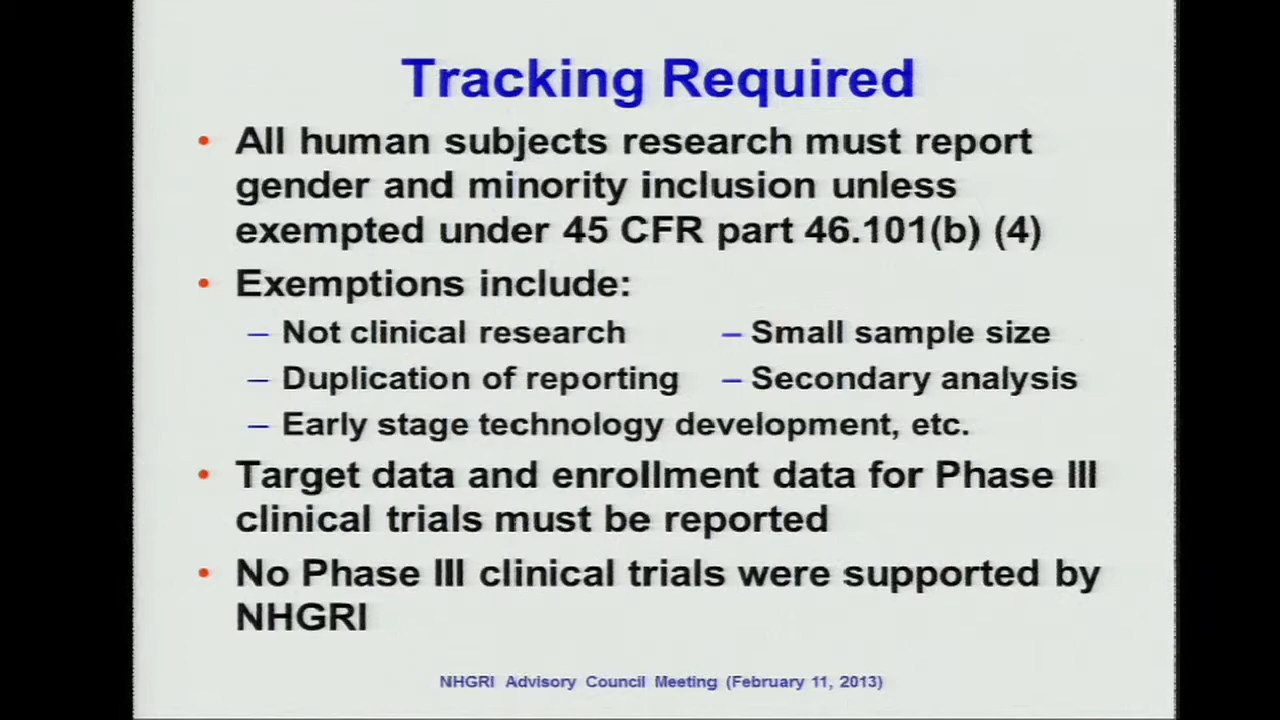 Tracking Required
• All human subjects research must report
gender and minority inclusion unless
exempted under 45 CFR part 46.101(b) (4)
• Exemptions include:
– Not clinical research – Small sample size
– Duplication of reporting – Secondary analysis
– Early stage technology development, etc.
• Target data and enrollment data for Phase III
clinical trials must be reported
• No Phase III clinical trials were supported by
NHGRI
NHGRI Advisory Council Meeting (February 11, 2013)